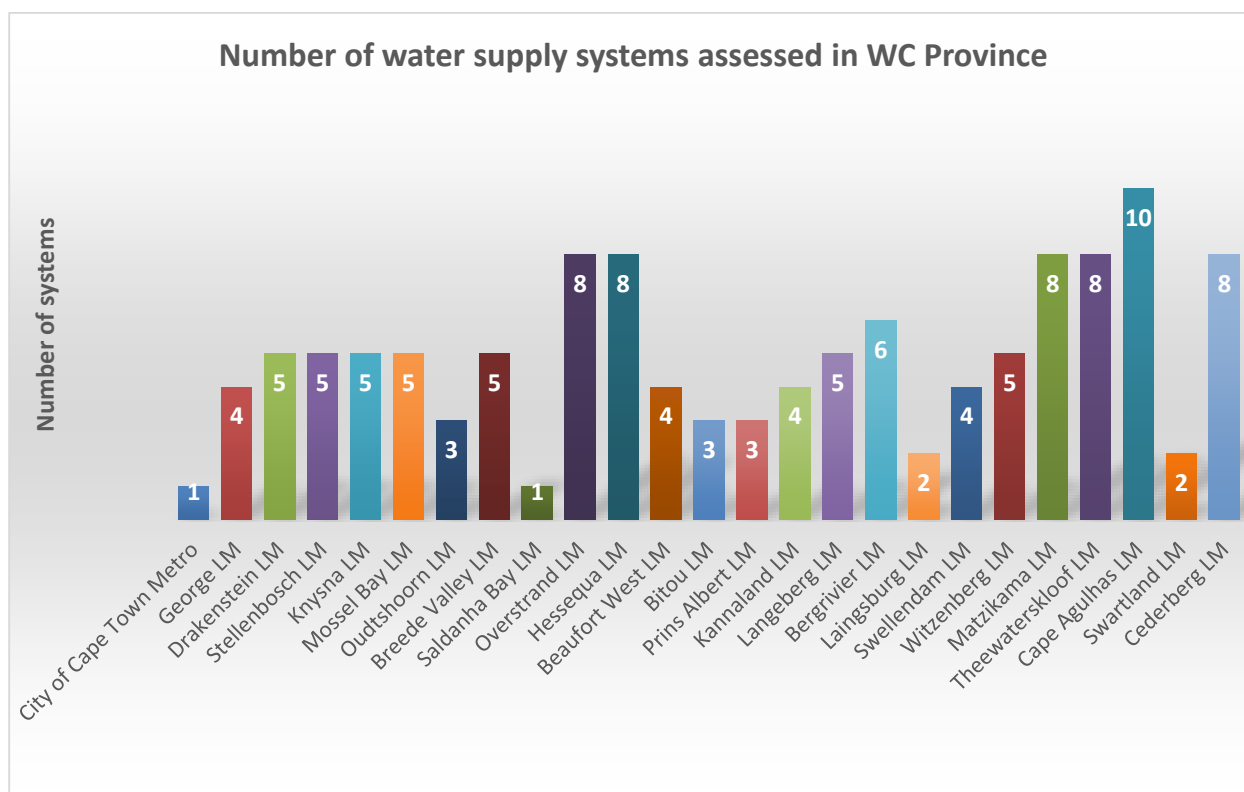 Number of water supply systems assessed in WC Province
Number of systems
1
4
5
5
5
5
3
5
1
8
8
4
3
3
4
5
6
2
4
5
8
8
10
2
8
City of Cape Town Metro
George LM
Drakenstein LM
Stellenbosch LM
Knysna LM
Mossel Bay LM
Oudtshoorn LM
Breede Valley LM
Saldanha Bay LM
Overstrand LM
Hessequa LM
Beaufort West LM
Bitou LM
Prins Albert LM
Kannaland LM
Langeberg LM
Bergrivier LM
Laingsburg LM
Swellendam LM
Witzenberg LM
Matzikama LM
Theewaterskloof LM
Cape Agulhas LM
Swartland LM
Cederberg LM